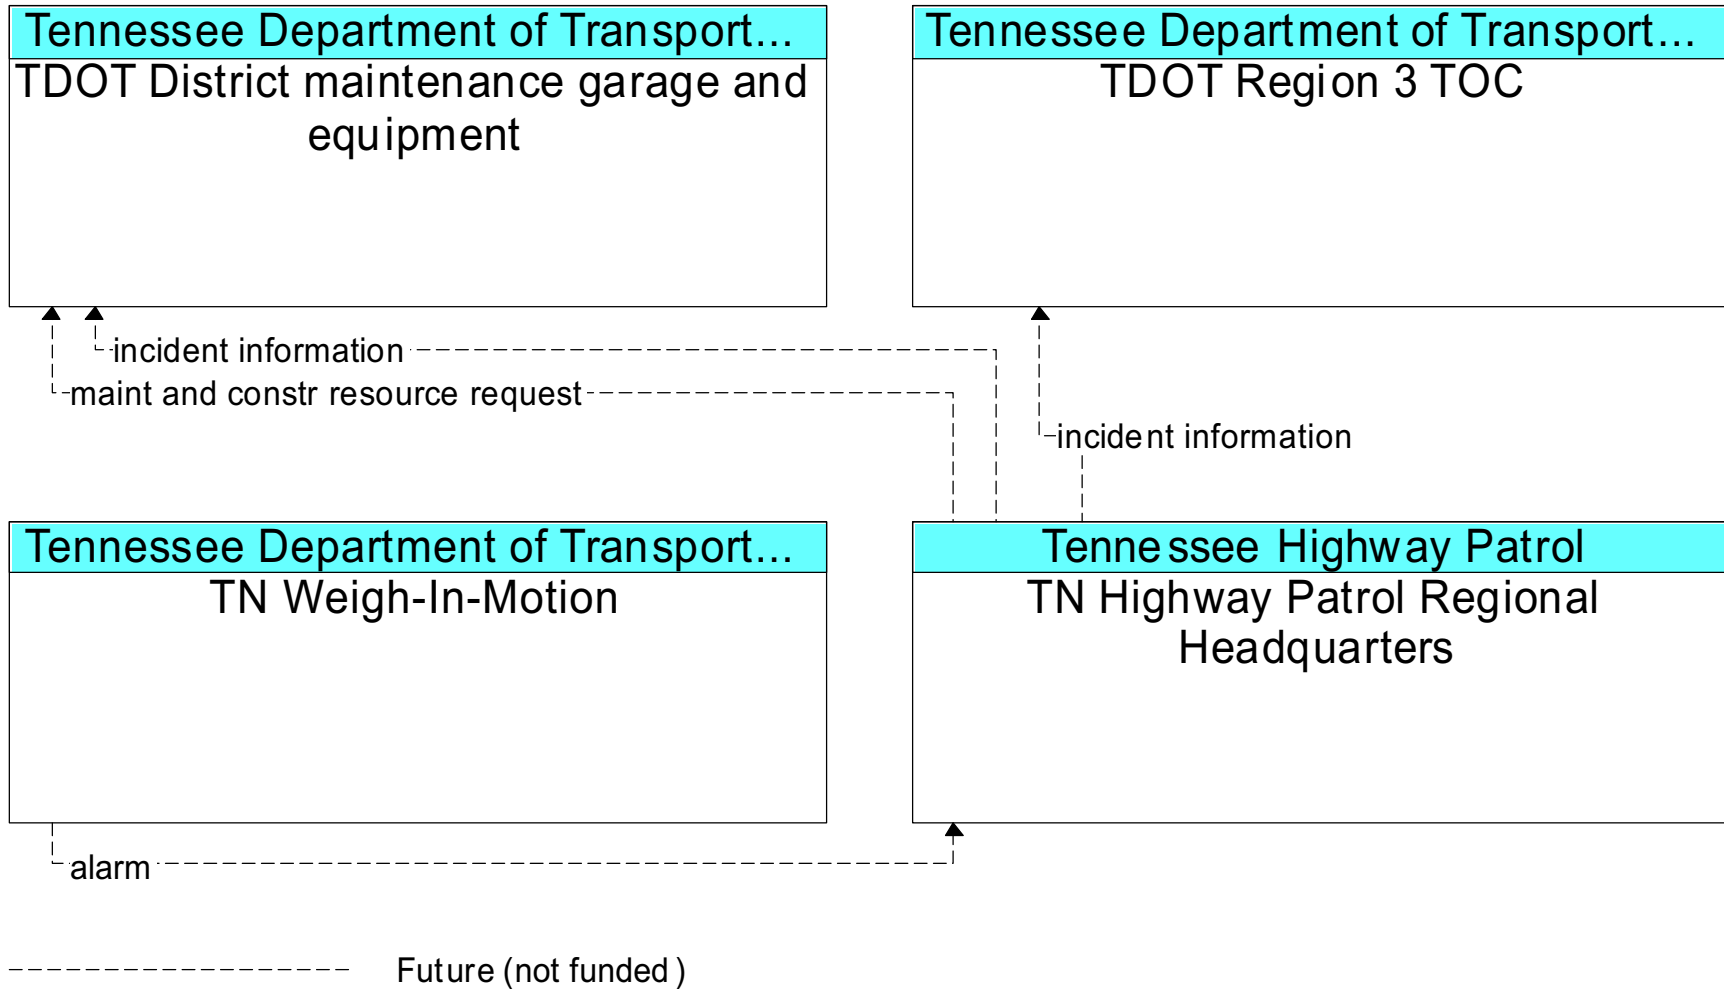 Tennessee Department of Transport...
TDOT District maintenance garage and
equipment
Tennessee Department of Transport...
TDOT Region 3 TOC
incident information
maint and constr resource request
incident information
Tennessee Department of Transport...
TN Weigh-In-Motion
Tennessee Highway Patrol
TN Highway Patrol Regional
Headquarters
alarm
Future (not funded)